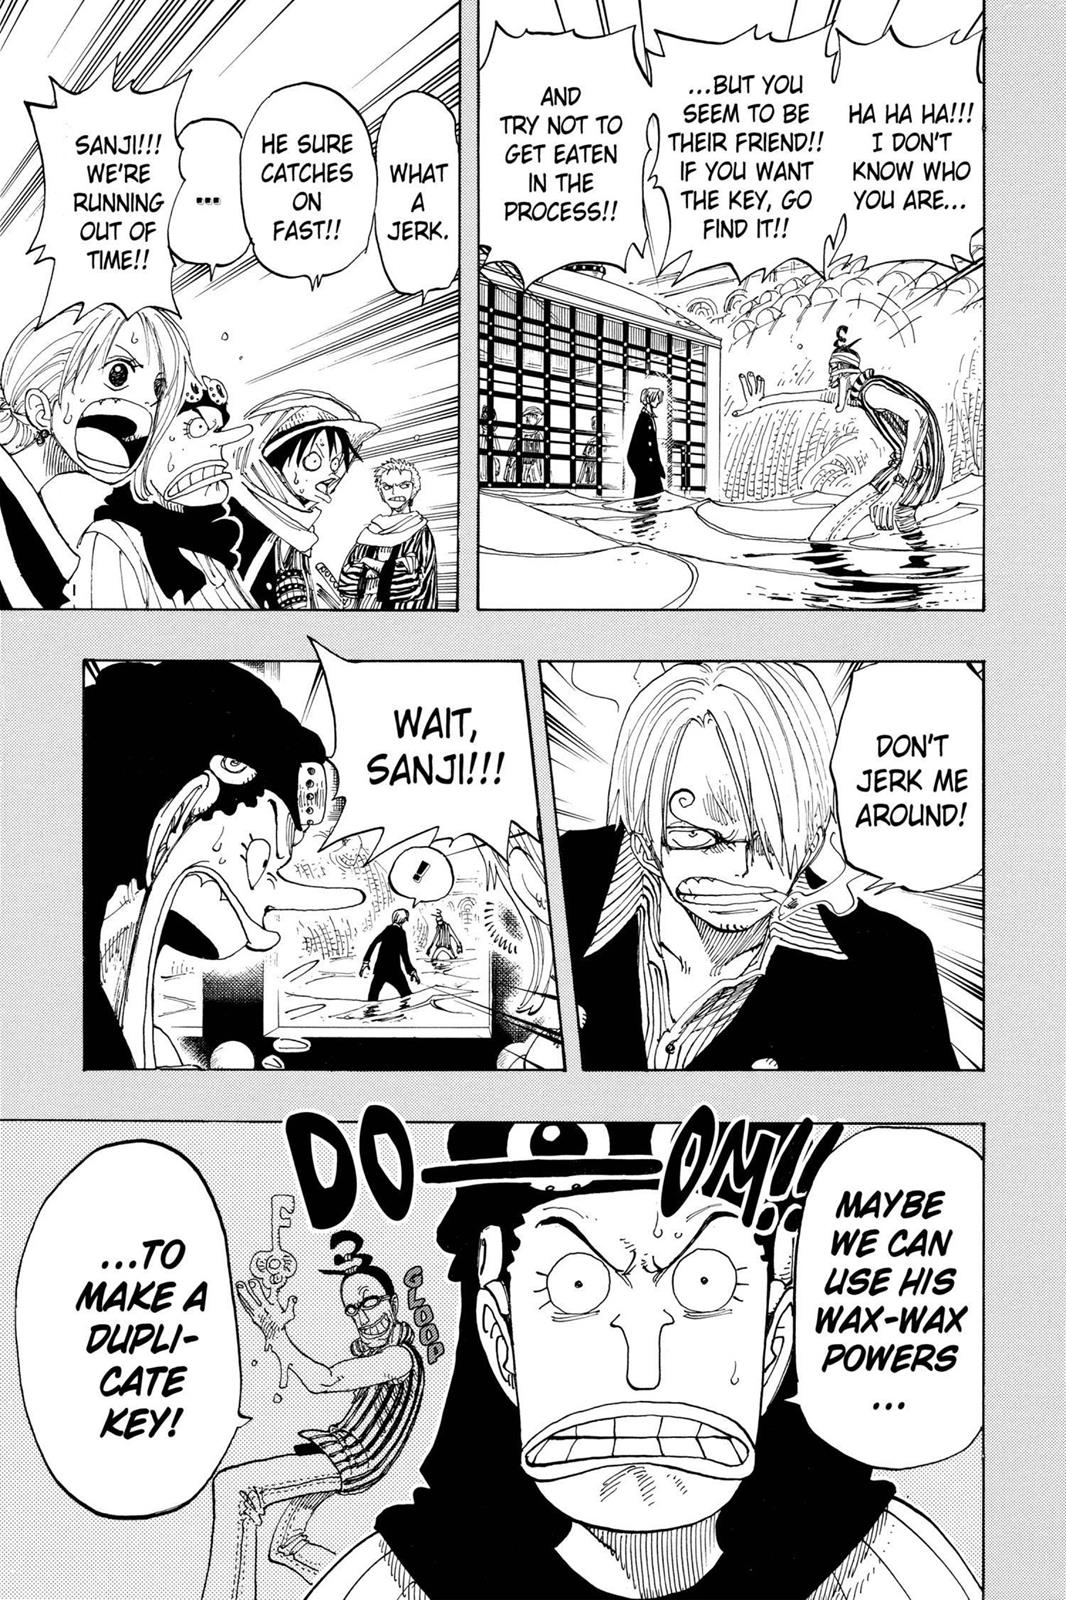 HA HA HA!!!
I DON'T
KNOW WHO
YOU ARE...
...BUT YOU
SEEM TO BE
THEIR FRIEND!!
IF YOU WANT
THE KEY, GO
FIND IT!!
AND
TRY NOT TO
GET EATEN
IN THE
PROCESS!!
WHAT
A
JERK.
HE SURE
CATCHES
ON
FAST!!
...
SANJI!!!
WE'RE
RUNNING
OUT OF
TIME!!
DON'T
JERK ME
AROUND!
WAIT,
SANJI!!!
!
DOOM!!
MAYBE
WE CAN
USE HIS
WAX-WAX
POWERS
...
GLOOP
...TO
MAKE A
DUPLI-
CATE
KEY!